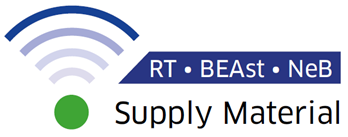 RT • BEAst • NeB
Supply Material